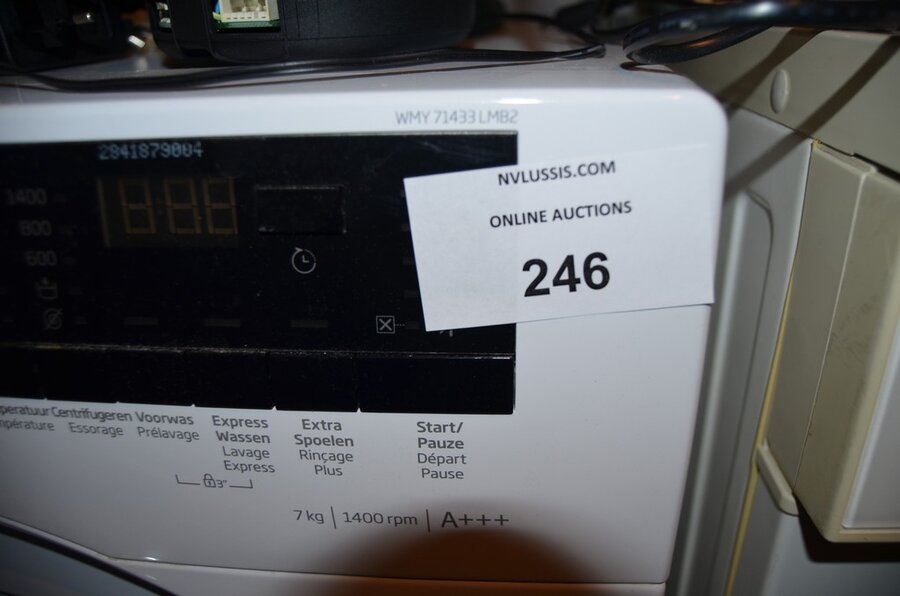 WMY 71433 LMB2
2841879004
1400
800
600
NVLUSSIS.COM
ONLINE AUCTIONS
246
Centrifugeren
Essorage
Voorwas
Prélavage
Express
Wassen
Lavage
Express
Extra
Spoelen
Rinçage
Plus
Start/
Pauze
Départ
Pause
3"
7 kg | 1400 rpm | A+++